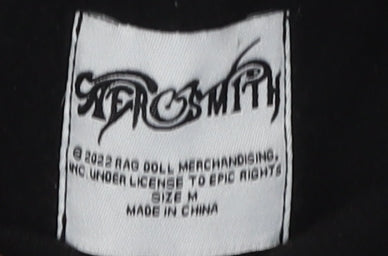 AEROSMITH
© 2022 RAG DOLL MERCHANDISING,
INC. UNDER LICENSE TO EPIC RIGHTS
SIZE M
MADE IN CHINA